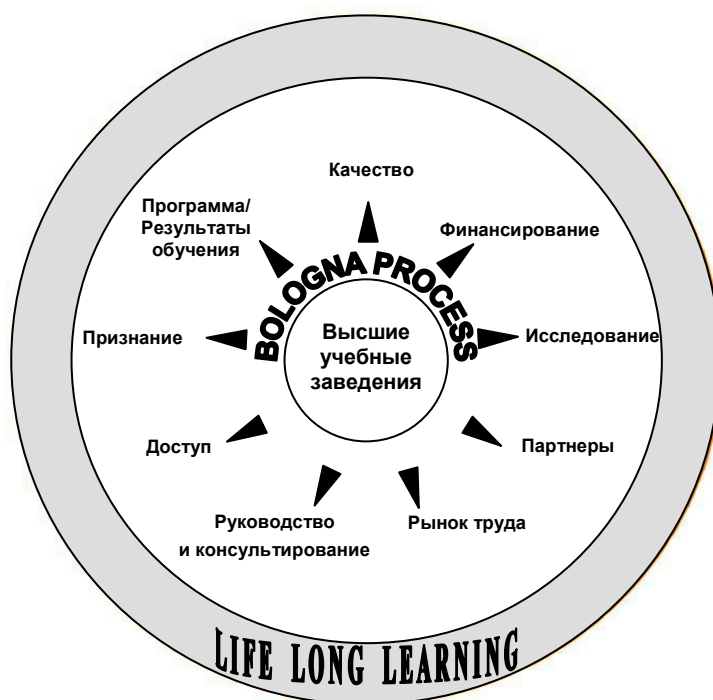 Качество
Программа/
Результаты
обучения
Финансирование
BOLOGNA PROCESS
Признание
Высшие
учебные
заведения
Исследование
Доступ
Партнеры
Руководство
и консультирование
Рынок труда
LIFE LONG LEARNING